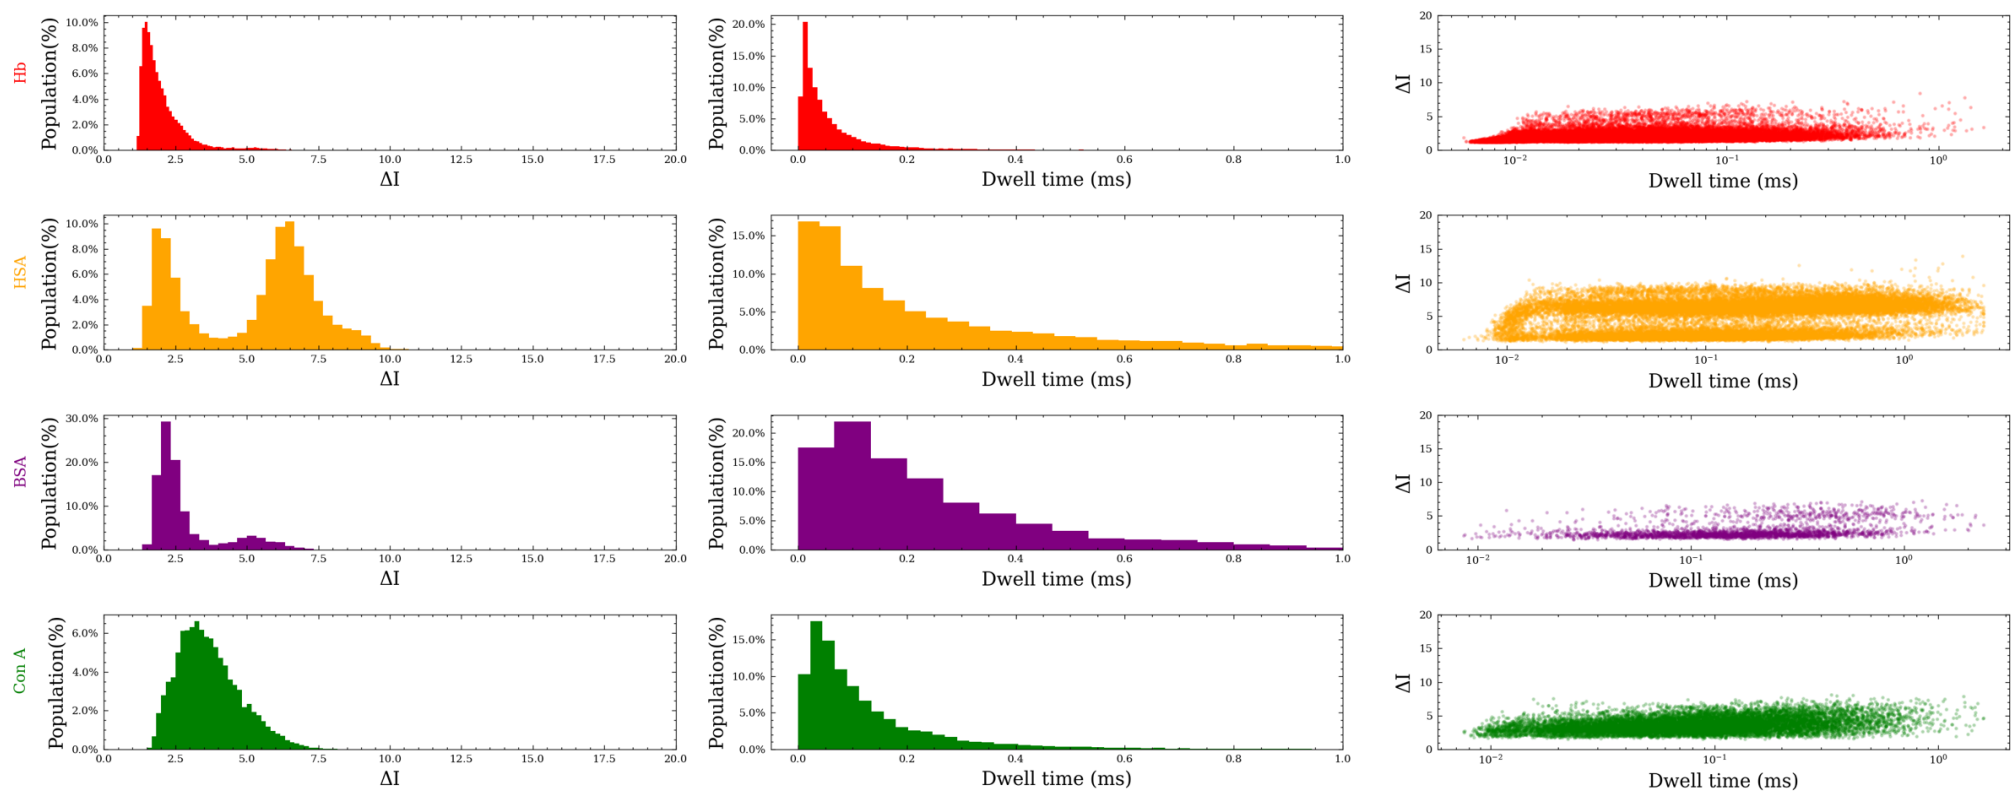 Hb
Population(%)
10.0%
8.0%
6.0%
4.0%
2.0%
0.0%
0.0 2.5 5.0 7.5 10.0 12.5 15.0 17.5 20.0
ΔI
Population(%)
20.0%
15.0%
10.0%
5.0%
0.0%
0.0 0.2 0.4 0.6 0.8 1.0
Dwell time (ms)
ΔI
20
15
10
5
0
10⁻² 10⁻¹ 10⁰
Dwell time (ms)
HSA
Population(%)
10.0%
8.0%
6.0%
4.0%
2.0%
0.0%
0.0 2.5 5.0 7.5 10.0 12.5 15.0 17.5 20.0
ΔI
Population(%)
15.0%
10.0%
5.0%
0.0%
0.0 0.2 0.4 0.6 0.8 1.0
Dwell time (ms)
ΔI
20
15
10
5
0
10⁻² 10⁻¹ 10⁰
Dwell time (ms)
BSA
Population(%)
30.0%
20.0%
10.0%
0.0%
0.0 2.5 5.0 7.5 10.0 12.5 15.0 17.5 20.0
ΔI
Population(%)
20.0%
15.0%
10.0%
5.0%
0.0%
0.0 0.2 0.4 0.6 0.8 1.0
Dwell time (ms)
ΔI
20
15
10
5
0
10⁻² 10⁻¹ 10⁰
Dwell time (ms)
Con A
Population(%)
6.0%
4.0%
2.0%
0.0%
0.0 2.5 5.0 7.5 10.0 12.5 15.0 17.5 20.0
ΔI
Population(%)
15.0%
10.0%
5.0%
0.0%
0.0 0.2 0.4 0.6 0.8 1.0
Dwell time (ms)
ΔI
20
15
10
5
0
10⁻² 10⁻¹ 10⁰
Dwell time (ms)